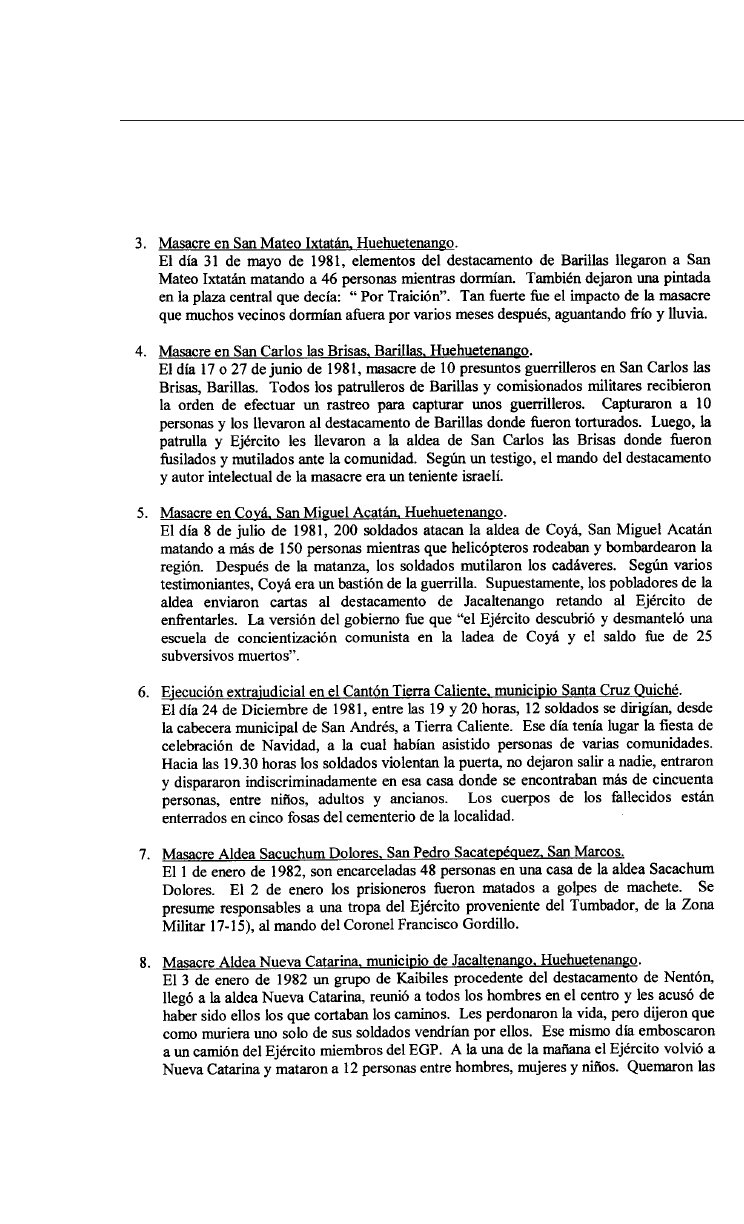 3. Masacre en San Mateo Ixtatán, Huehuetenango.
El día 31 de mayo de 1981, elementos del destacamento de Barillas llegaron a San
Mateo Ixtatán matando a 46 personas mientras dormían. También dejaron una pintada
en la plaza central que decía: “ Por Traición”. Tan fuerte fue el impacto de la masacre
que muchos vecinos dormían afuera por varios meses después, aguantando frío y lluvia.
4. Masacre en San Carlos las Brisas, Barillas, Huehuetenango.
El día 17 o 27 de junio de 1981, masacre de 10 presuntos guerrilleros en San Carlos las
Brisas, Barillas. Todos los patrulleros de Barillas y comisionados militares recibieron
la orden de efectuar un rastreo para capturar unos guerrilleros. Capturaron a 10
personas y los llevaron al destacamento de Barillas donde fueron torturados. Luego, la
patrulla y Ejército les llevaron a la aldea de San Carlos las Brisas donde fueron
fusilados y mutilados ante la comunidad. Según un testigo, el mando del destacamento
y autor intelectual de la masacre era un teniente israelí.
5. Masacre en Coyá, San Miguel Acatán, Huehuetenango.
El día 8 de julio de 1981, 200 soldados atacan la aldea de Coyá, San Miguel Acatán
matando a más de 150 personas mientras que helicópteros rodeaban y bombardearon la
región. Después de la matanza, los soldados mutilaron los cadáveres. Según varios
testimoniantes, Coyá era un bastión de la guerrilla. Supuestamente, los pobladores de la
aldea enviaron cartas al destacamento de Jacaltenango retando al Ejército de
enfrentarles. La versión del gobierno fue que “el Ejército descubrió y desmanteló una
escuela de concientización comunista en la ladea de Coyá y el saldo fue de 25
subversivos muertos”.
6. Ejecución extrajudicial en el Cantón Tierra Caliente, municipio Santa Cruz Quiché.
El día 24 de Diciembre de 1981, entre las 19 y 20 horas, 12 soldados se dirigían, desde
la cabecera municipal de San Andrés, a Tierra Caliente. Ese día tenía lugar la fiesta de
celebración de Navidad, a la cual habían asistido personas de varias comunidades.
Hacia las 19.30 horas los soldados violentan la puerta, no dejaron salir a nadie, entraron
y dispararon indiscriminadamente en esa casa donde se encontraban más de cincuenta
personas, entre niños, adultos y ancianos. Los cuerpos de los fallecidos están
enterrados en cinco fosas del cementerio de la localidad.
7. Masacre Aldea Sacuchum Dolores, San Pedro Sacatepéquez, San Marcos.
El 1 de enero de 1982, son encarceladas 48 personas en una casa de la aldea Sacachum
Dolores. El 2 de enero los prisioneros fueron matados a golpes de machete. Se
presume responsables a una tropa del Ejército proveniente del Tumbador, de la Zona
Militar 17-15), al mando del Coronel Francisco Gordillo.
8. Masacre Aldea Nueva Catarina, municipio de Jacaltenango, Huehuetenango.
El 3 de enero de 1982 un grupo de Kaibiles procedente del destacamento de Nentón,
llegó a la aldea Nueva Catarina, reunió a todos los hombres en el centro y les acusó de
haber sido ellos los que cortaban los caminos. Les perdonaron la vida, pero dijeron que
como muriera uno solo de sus soldados vendrían por ellos. Ese mismo día emboscaron
a un camión del Ejército miembros del EGP. A la una de la mañana el Ejército volvió a
Nueva Catarina y mataron a 12 personas entre hombres, mujeres y niños. Quemaron las